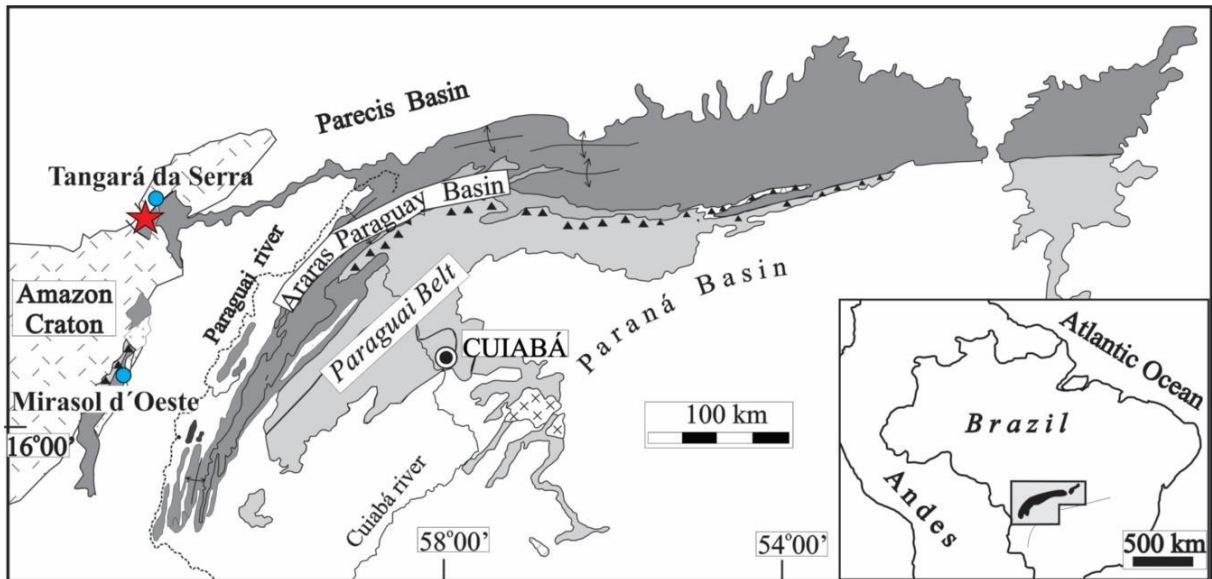 Parecis Basin
Tangará da Serra
Araras Paraguay Basin
Paraguai river
Amazon
Craton
Paraguai Belt
Paraná Basin
CUIABÁ
Mirasol d´Oeste
16°00’
100 km
Cuiabá river
58°00’
54°00’
Atlantic Ocean
Brazil
Andes
500 km